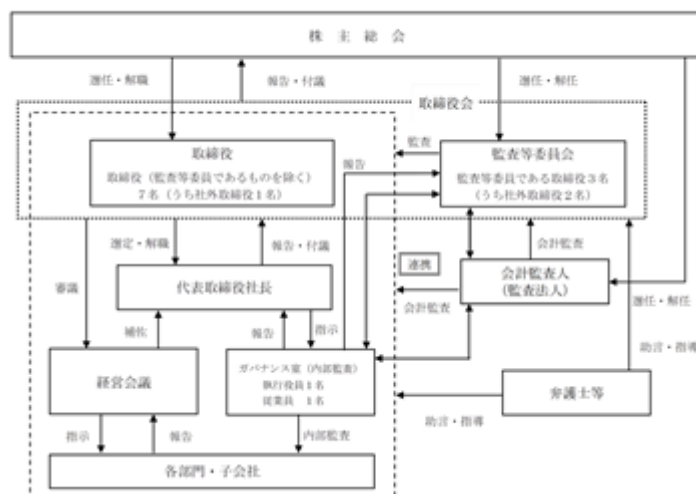 株主総会
選任・解職
報告・付議
選任・解任
取締役会
取締役
取締役（監査等委員であるものを除く）
７名（うち社外取締役１名）
監査
報告
監査等委員会
監査等委員である取締役３名
（うち社外取締役２名）
選定・解職
報告・付議
会計監査
連携
審議
代表取締役社長
会計監査人
（監査法人）
会計監査
選任・解任
補佐
報告
指示
助言・指導
経営会議
ガバナンス室（内部監査）
執行役員１名
従業員　１名
弁護士等
助言・指導
指示
報告
内部監査
各部門・子会社